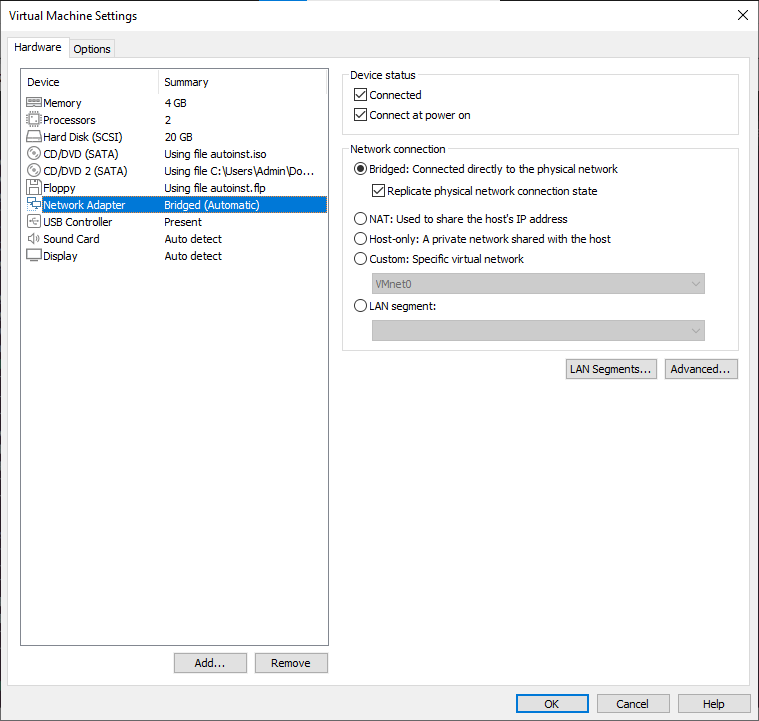 Virtual Machine Settings
Hardware
Options
Device Summary
Memory 4 GB
Processors 2
Hard Disk (SCSI) 20 GB
CD/DVD (SATA) Using file autoinst.iso
CD/DVD 2 (SATA) Using file C:\Users\Admin\Do...
Floppy Using file autoinst.flp
Network Adapter Bridged (Automatic)
USB Controller Present
Sound Card Auto detect
Display Auto detect
Add...
Remove
Device status
Connected
Connect at power on
Network connection
Bridged: Connected directly to the physical network
Replicate physical network connection state
NAT: Used to share the host's IP address
Host-only: A private network shared with the host
Custom: Specific virtual network
VMnet0
LAN segment:
LAN Segments...
Advanced...
OK
Cancel
Help